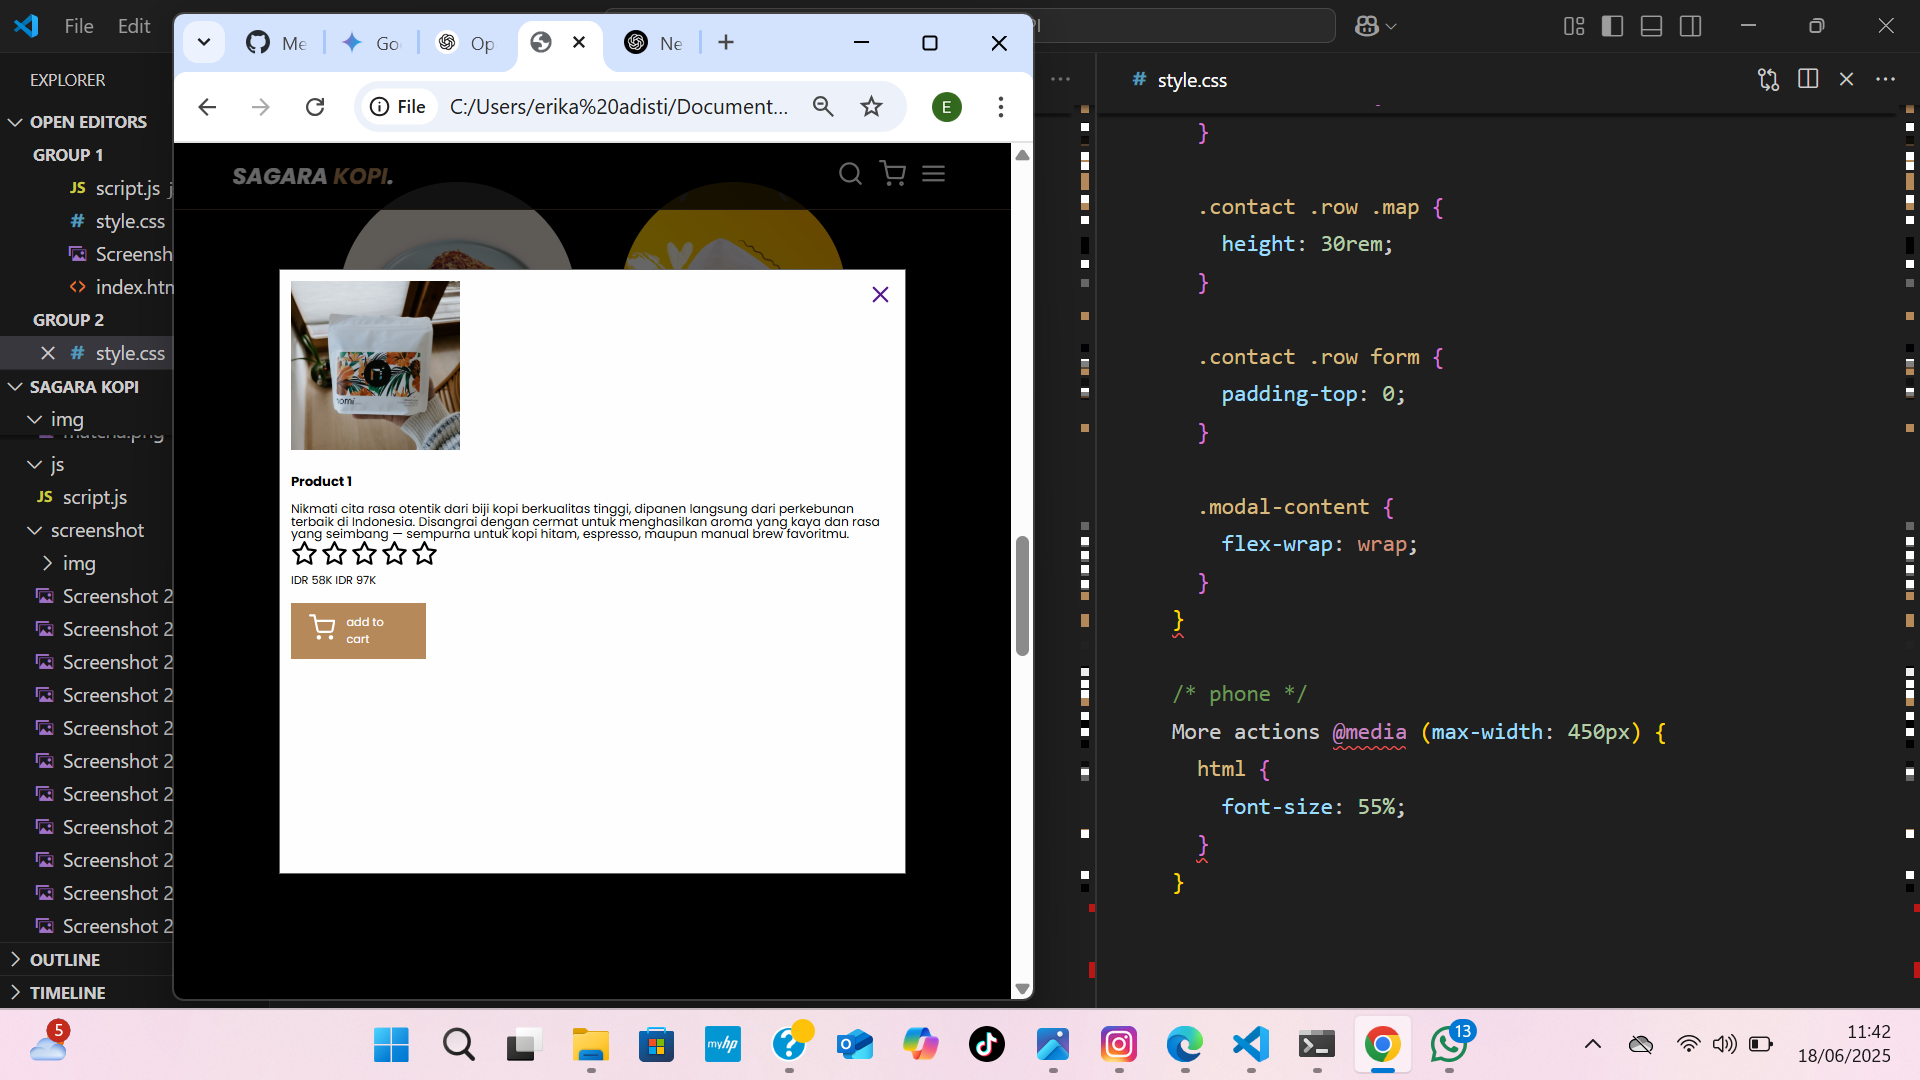 File Edit
Me
Go
Op
Ne
PI
EXPLORER
OPEN EDITORS
GROUP 1
JS script.js j
# style.css
Screensh
<> index.htm
GROUP 2
# style.css
SAGARA KOPI
img
matcha.png
js
JS script.js
screenshot
img
Screenshot 2
Screenshot 2
Screenshot 2
Screenshot 2
Screenshot 2
Screenshot 2
Screenshot 2
Screenshot 2
Screenshot 2
Screenshot 2
Screenshot 2
OUTLINE
TIMELINE
File C:/Users/erika%20adisti/Document...
E
SAGARA KOPI.
Product 1
Nikmati cita rasa otentik dari biji kopi berkualitas tinggi, dipanen langsung dari perkebunan
terbaik di Indonesia. Disangrai dengan cermat untuk menghasilkan aroma yang kaya dan rasa
yang seimbang — sempurna untuk kopi hitam, espresso, maupun manual brew favoritmu.
IDR 58K IDR 97K
add to
cart
# style.css
}
.contact .row .map {
height: 30rem;
}
.contact .row form {
padding-top: 0;
}
.modal-content {
flex-wrap: wrap;
}
}
/* phone */
More actions @media (max-width: 450px) {
html {
font-size: 55%;
}
}
5
myhp
13
11:42
18/06/2025